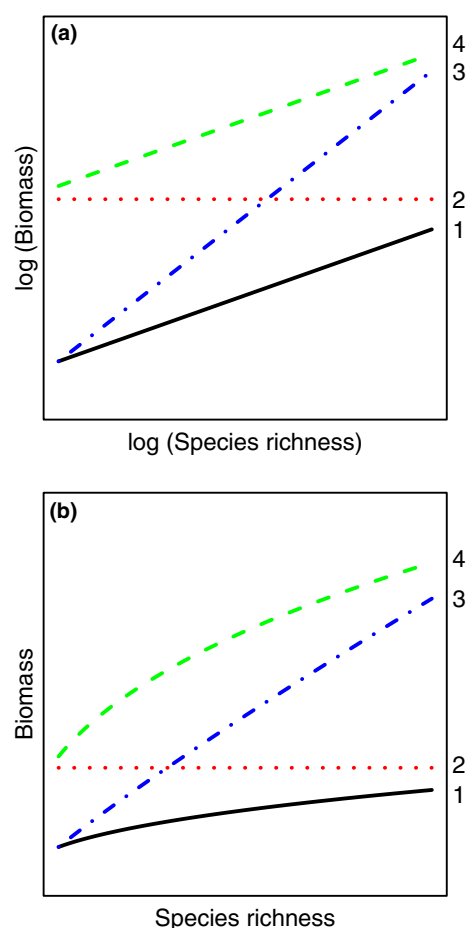 (a)
4
3
2
1
log (Biomass)
log (Species richness)
(b)
4
3
2
1
Biomass
Species richness